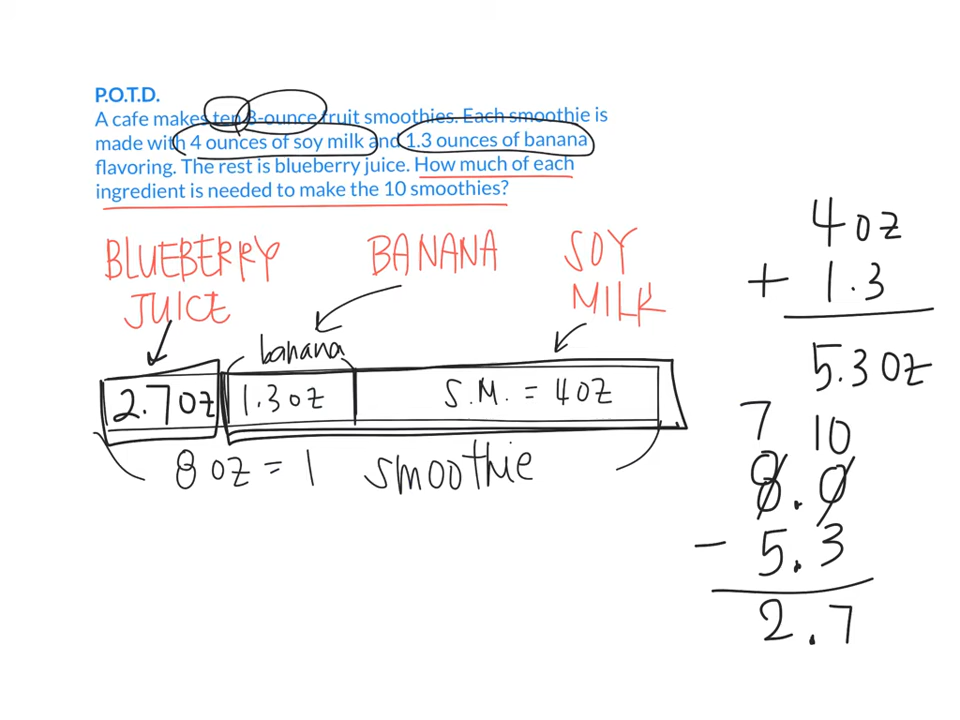 P.O.T.D.
A cafe makes ten 8-ounce fruit smoothies. Each smoothie is
made with 4 ounces of soy milk and 1.3 ounces of banana
flavoring. The rest is blueberry juice. How much of each
ingredient is needed to make the 10 smoothies?
BLUEBERRY
JUICE
BANANA
SOY
MILK
banana
2.7oz
1.3oz
S.M. = 4oz
8 oz = 1 smoothie
4oz
+ 1.3
5.3oz
7 10
8.0
- 5.3
2.7